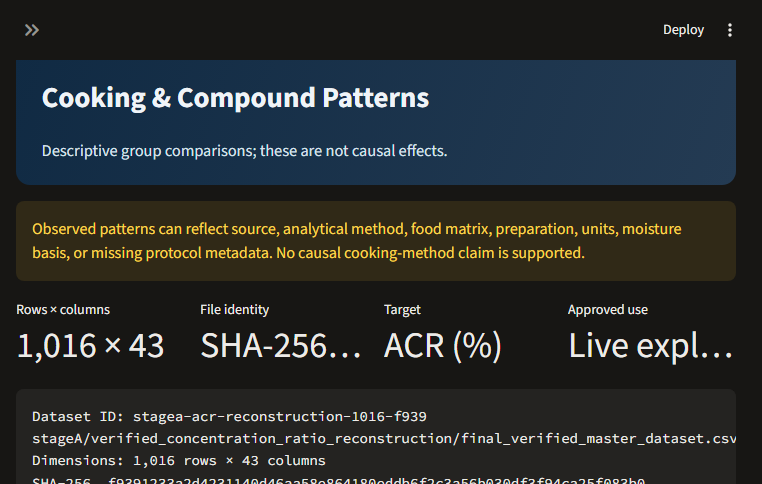 Deploy
Cooking & Compound Patterns
Descriptive group comparisons; these are not causal effects.
Observed patterns can reflect source, analytical method, food matrix, preparation, units, moisture
basis, or missing protocol metadata. No causal cooking-method claim is supported.
Rows × columns File identity Target Approved use
1,016 × 43 SHA-256… ACR (%) Live expl…
Dataset ID: stagea-acr-reconstruction-1016-f939
stageA/verified_concentration_ratio_reconstruction/final_verified_master_dataset.csv
Dimensions: 1,016 rows × 43 columns
SHA-256